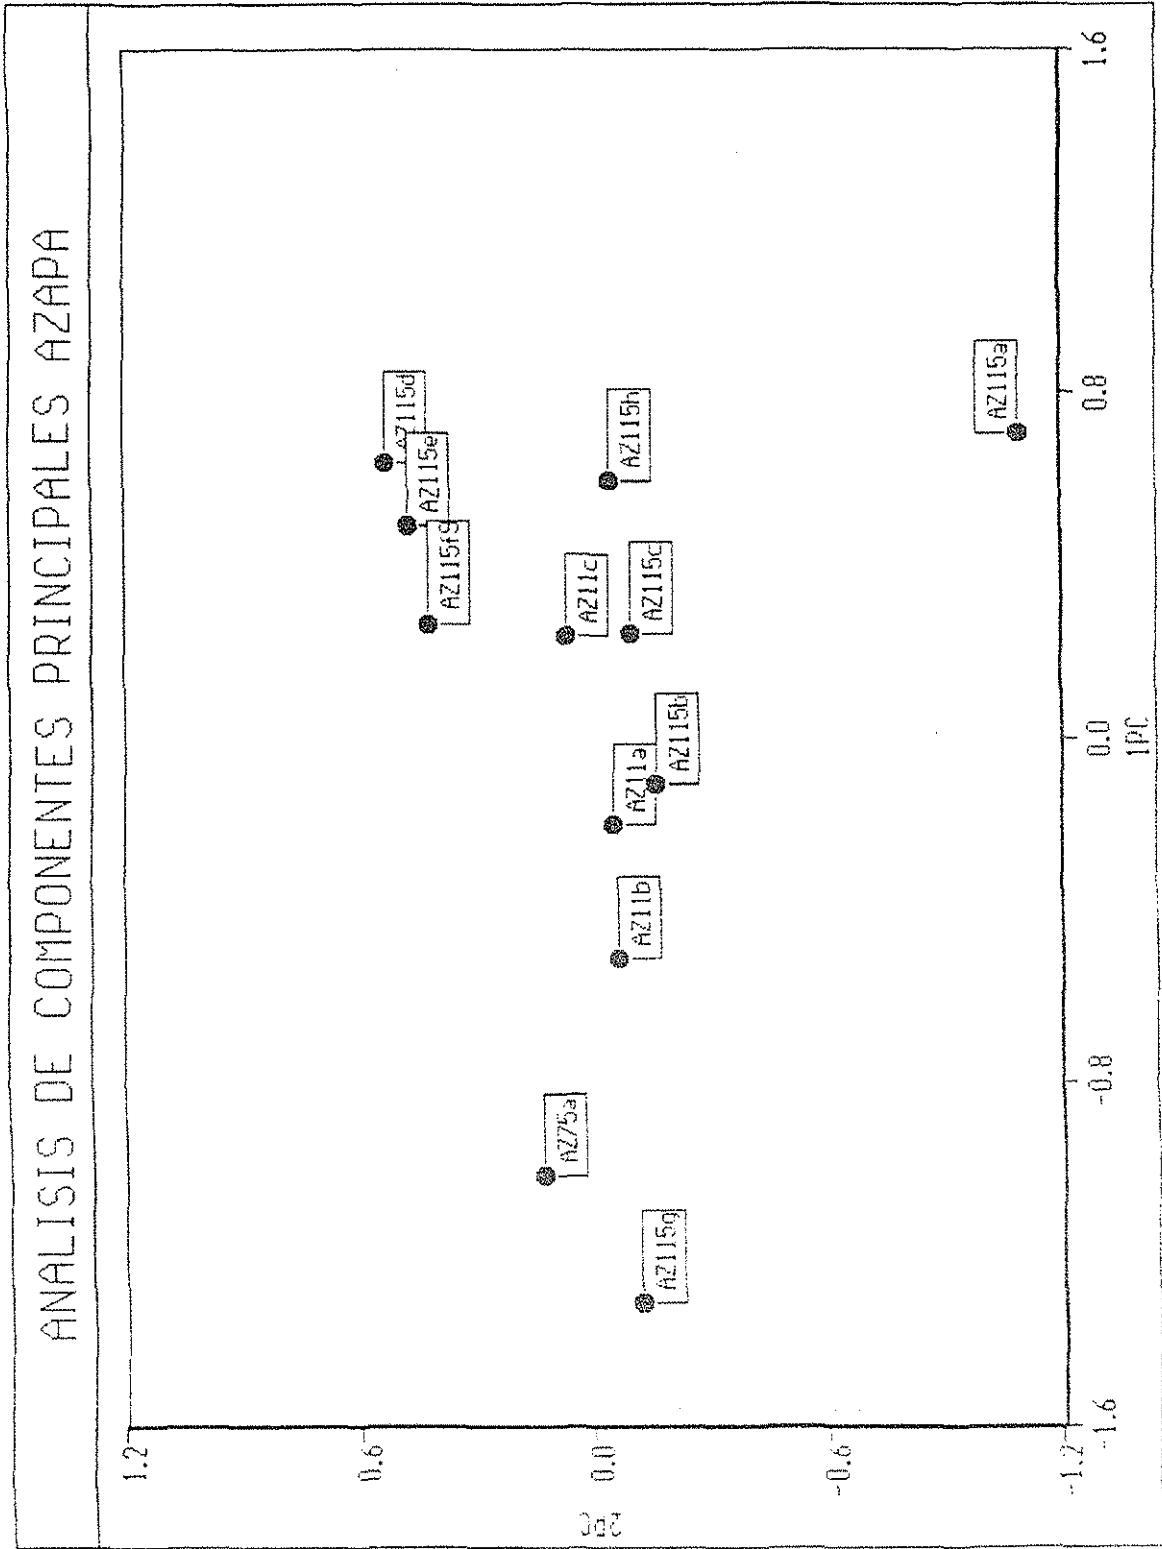 ANALISIS DE COMPONENTES PRINCIPALES AZAPA
1.2
0.6
0.0
-0.6
-1.2
2PC
AZ115d
AZ115e
AZ115f9
AZ115h
AZ11c
AZ115c
AZ115a
AZ11a
AZ115b
AZ11b
AZ75a
AZ115g
-1.6
-0.8
0.0
0.8
1.6
1PC